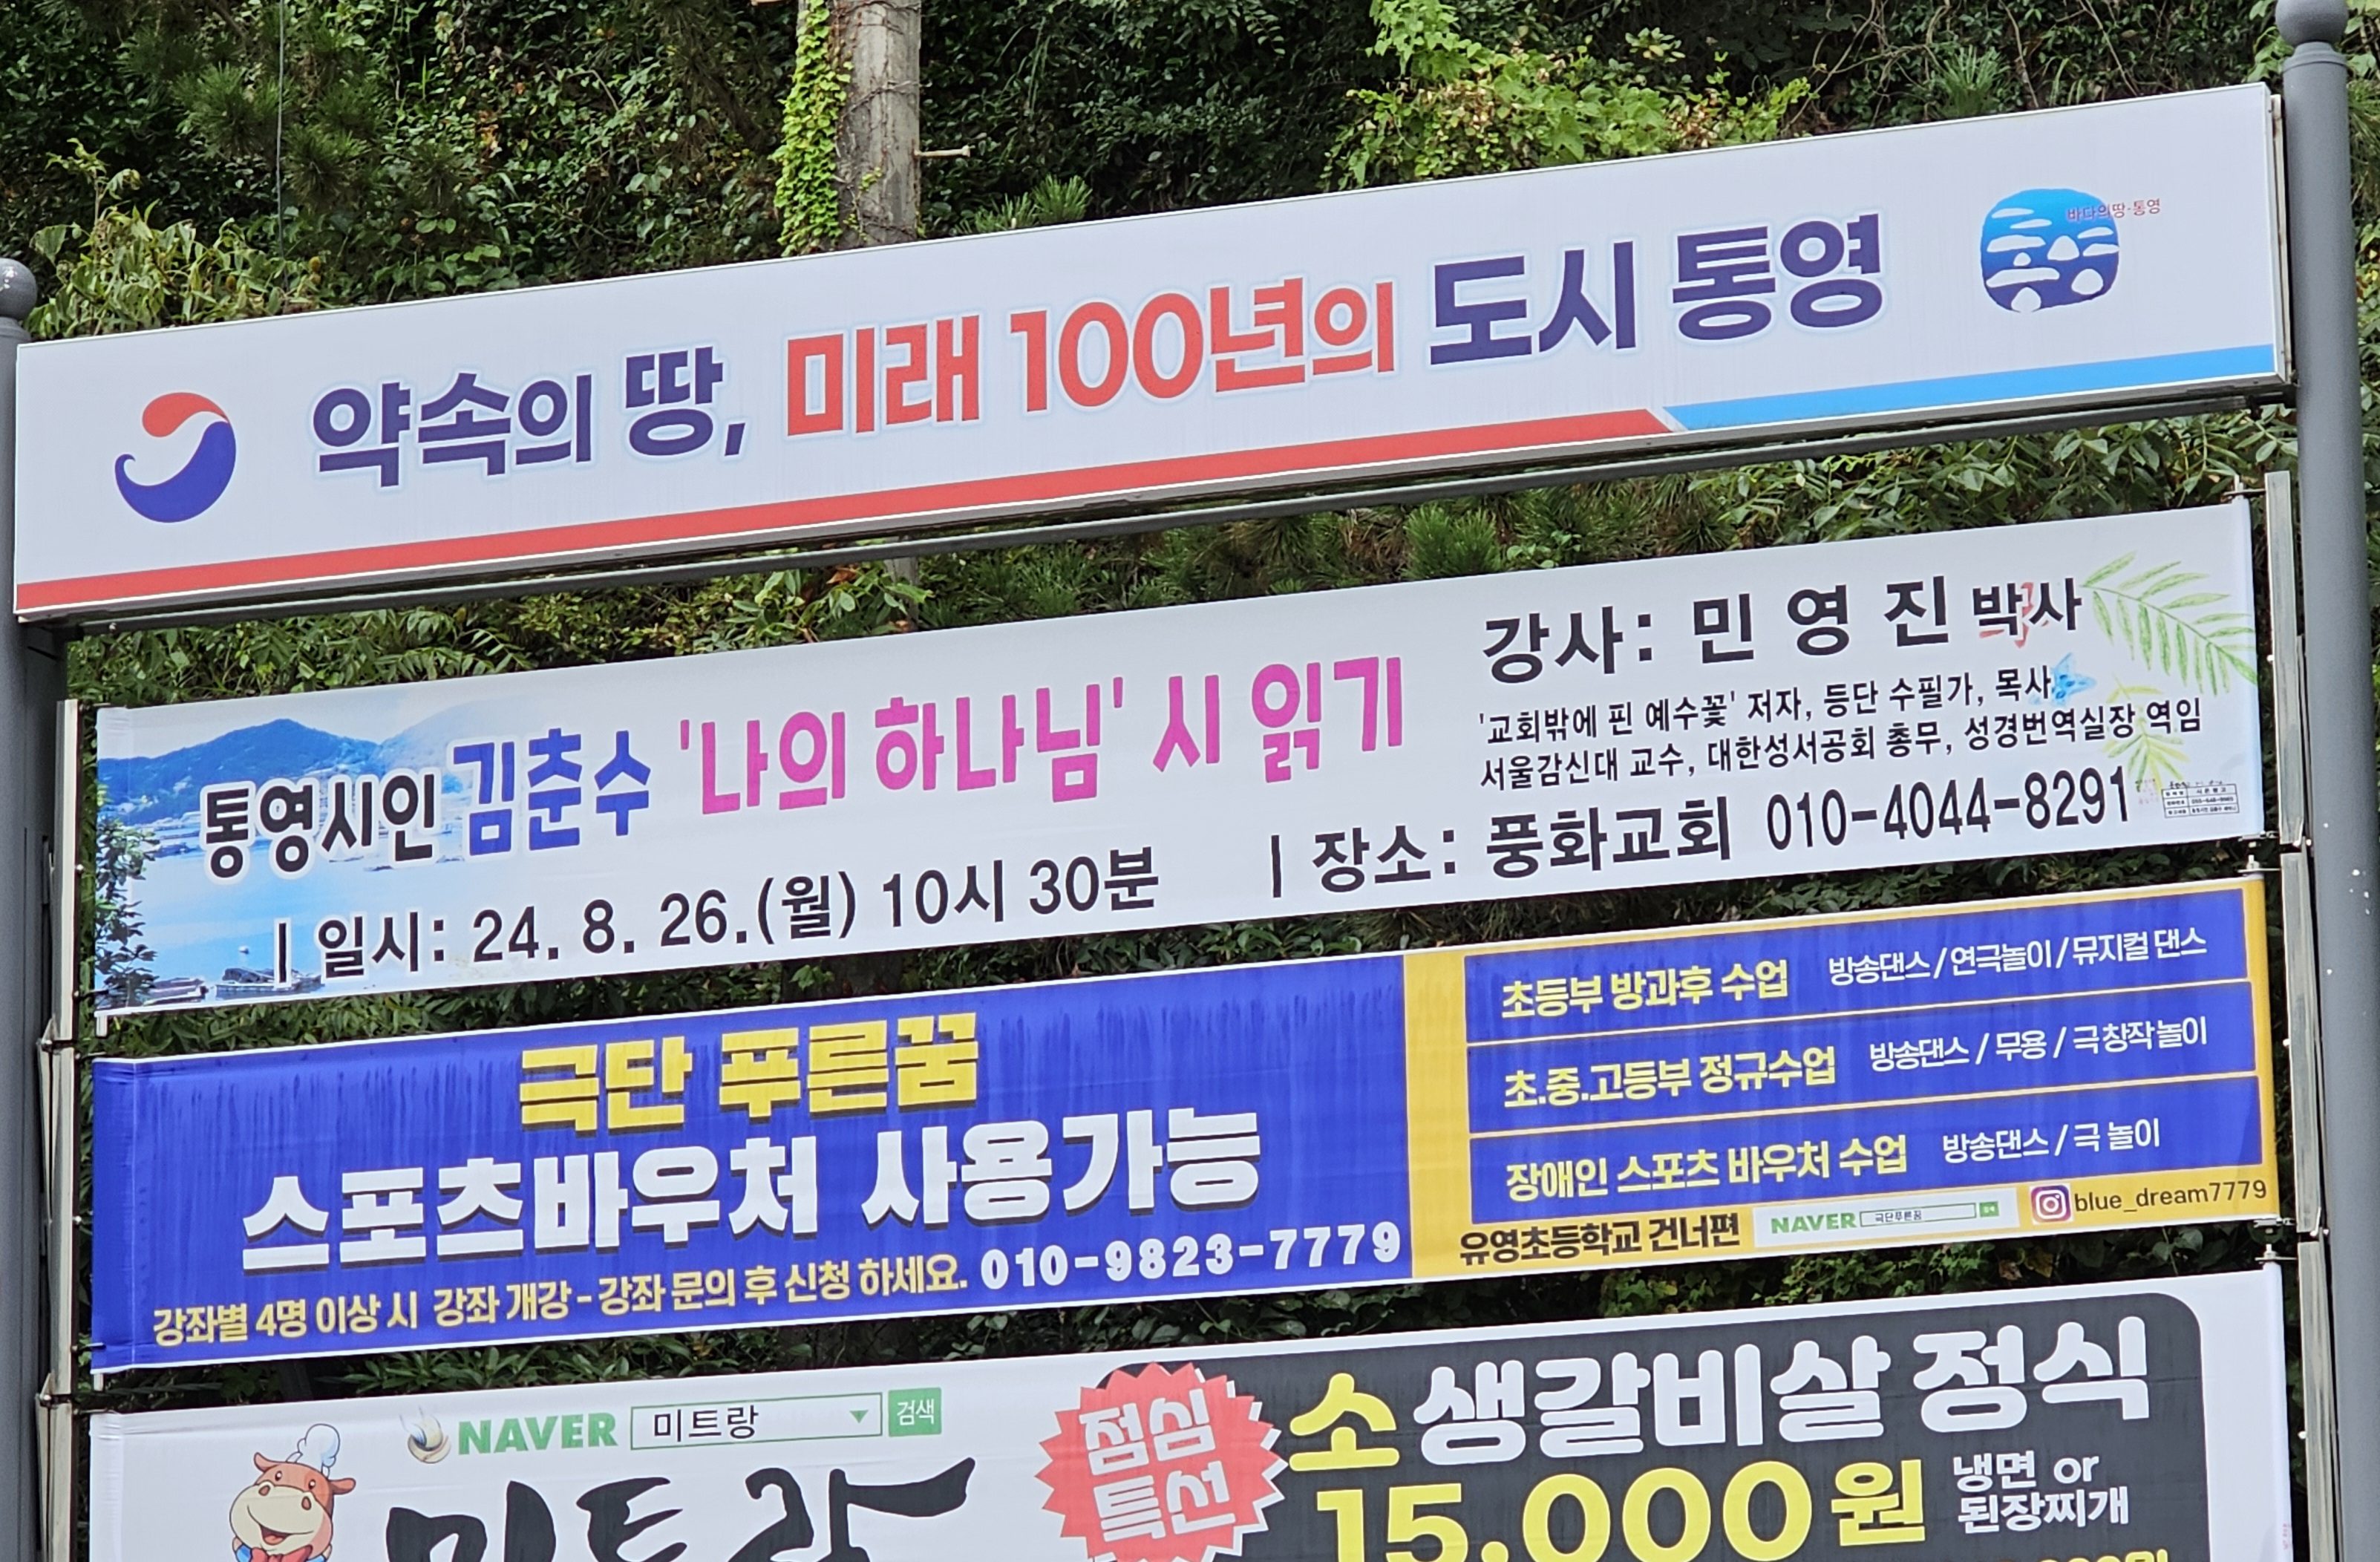 약속의 땅, 미래 100년의 도시 통영
바다의땅-통영
통영
통영시인 김춘수 '나의 하나님' 시 읽기
| 일시: 24. 8. 26.(월) 10시 30분
강사: 민 영 진 박사
'교회밖에 핀 예수꽃' 저자, 등단 수필가, 목사
서울감신대 교수, 대한성서공회 총무, 성경번역실장 역임
| 장소: 풍화교회 010-4044-8291
극단 푸른꿈
스포츠바우처 사용가능
강좌별 4명 이상 시 강좌 개강 - 강좌 문의 후 신청 하세요. 010-9823-7779
초등부 방과후 수업 방송댄스 / 연극놀이 / 뮤지컬 댄스
초.중.고등부 정규수업 방송댄스 / 무용 / 극 창작 놀이
장애인 스포츠 바우처 수업 방송댄스 / 극 놀이
유영초등학교 건너편 NAVER 극단푸른꿈 blue_dream7779
NAVER 미트랑 검색
미트랑
점심
특선
소 생갈비살 정식
15,000원
냉면 or
된장찌개